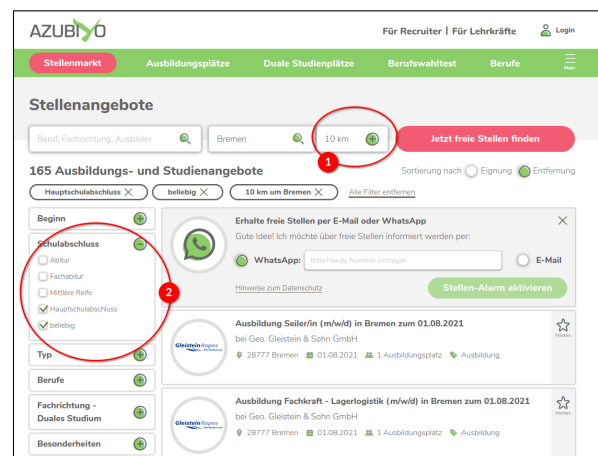 AZUBIYO
Für Recruiter | Für Lehrkräfte Login
Stellenmarkt Ausbildungsplätze Duale Studienplätze Berufswahltest Berufe Mehr
Stellenangebote
Beruf, Fachrichtung, Ausbilder Bremen 10 km Jetzt freie Stellen finden
1
165 Ausbildungs- und Studienangebote Sortierung nach Eignung Entfernung
Hauptschulabschluss beliebig 10 km um Bremen Alle Filter entfernen
Beginn
Schulabschluss
Abitur
Fachabitur
Mittlere Reife
Hauptschulabschluss
beliebig
2
Typ
Berufe
Fachrichtung -
Duales Studium
Besonderheiten
Erhalte freie Stellen per E-Mail oder WhatsApp
Gute Idee! Ich möchte über freie Stellen informiert werden per:
WhatsApp: Bitte Handy-Nummer eintragen E-Mail
Hinweise zum Datenschutz Stellen-Alarm aktivieren
Gleistein Ropes
Ausbildung Seiler/in (m/w/d) in Bremen zum 01.08.2021
bei Geo. Gleistein & Sohn GmbH
28777 Bremen 01.08.2021 1 Ausbildungsplatz Ausbildung
Merken
Gleistein Ropes
Ausbildung Fachkraft - Lagerlogistik (m/w/d) in Bremen zum 01.08.2021
bei Geo. Gleistein & Sohn GmbH
28777 Bremen 01.08.2021 1 Ausbildungsplatz Ausbildung
Merken